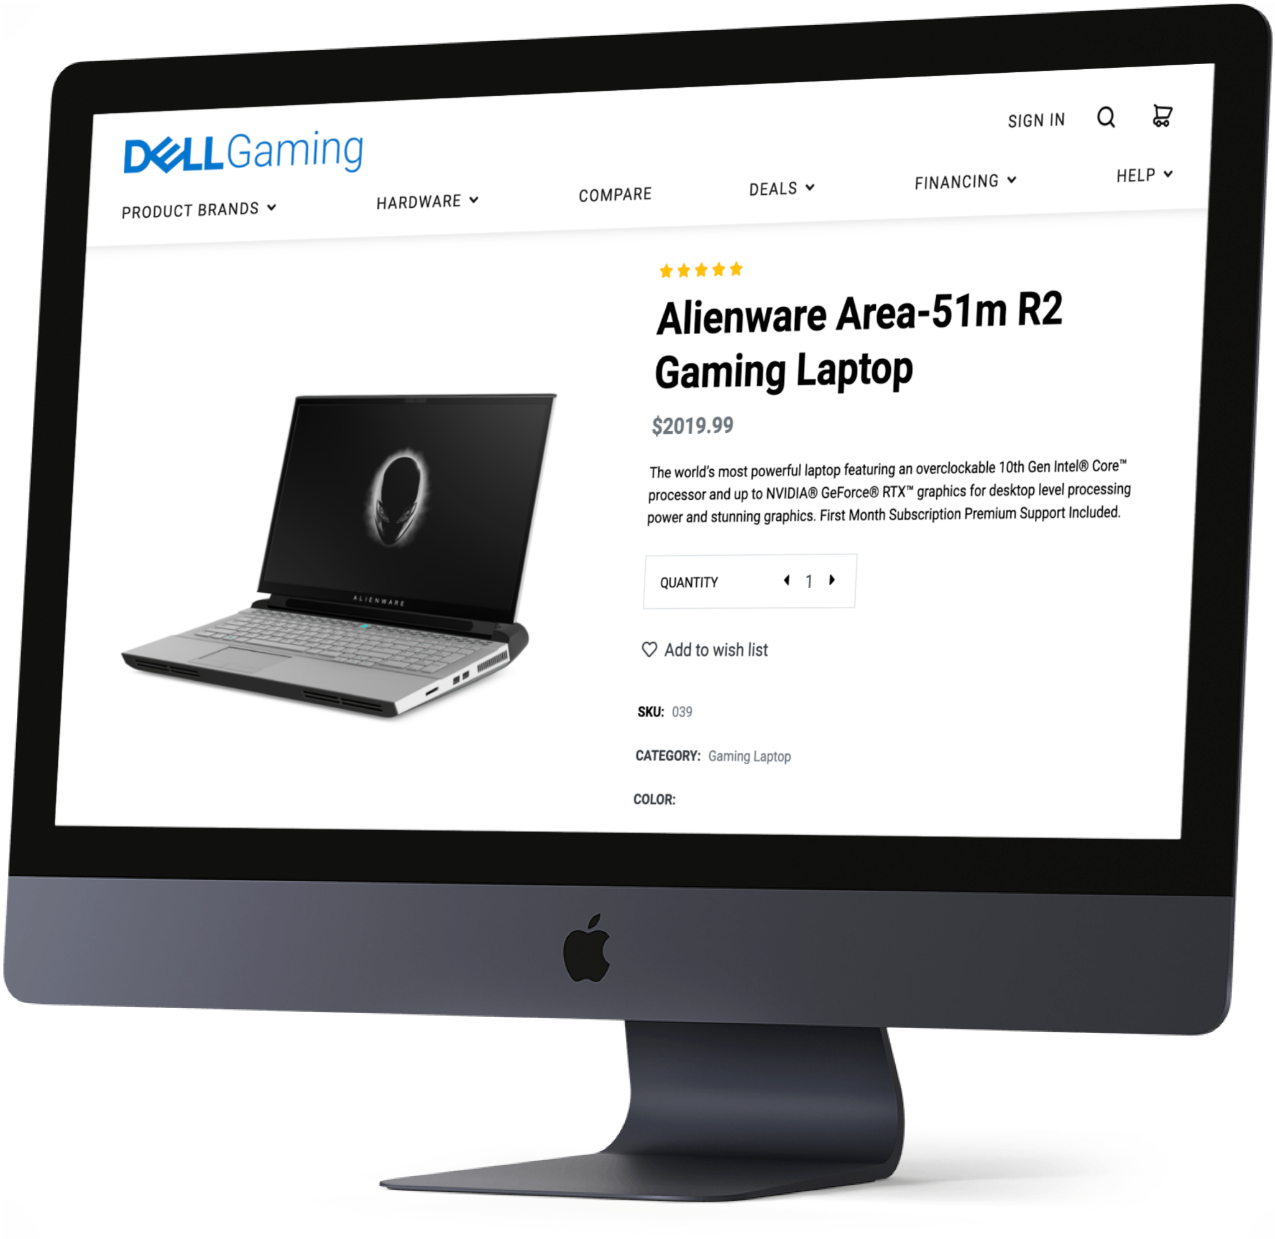 DELL Gaming
SIGN IN
PRODUCT BRANDS
HARDWARE
COMPARE
DEALS
FINANCING
HELP
Alienware Area-51m R2
Gaming Laptop
$2019.99
The world's most powerful laptop featuring an overclockable 10th Gen Intel® Core™
processor and up to NVIDIA® GeForce® RTX™ graphics for desktop level processing
power and stunning graphics. First Month Subscription Premium Support Included.
QUANTITY 1
Add to wish list
SKU: 039
CATEGORY: Gaming Laptop
COLOR:
ALIENWARE